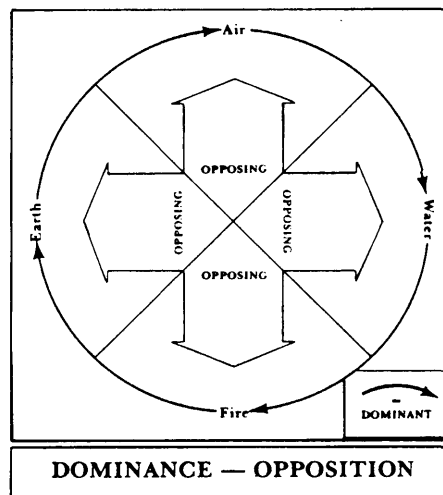 Air
OPPOSING
Earth
OPPOSING
OPPOSING
Water
OPPOSING
Fire
=
DOMINANT
DOMINANCE — OPPOSITION